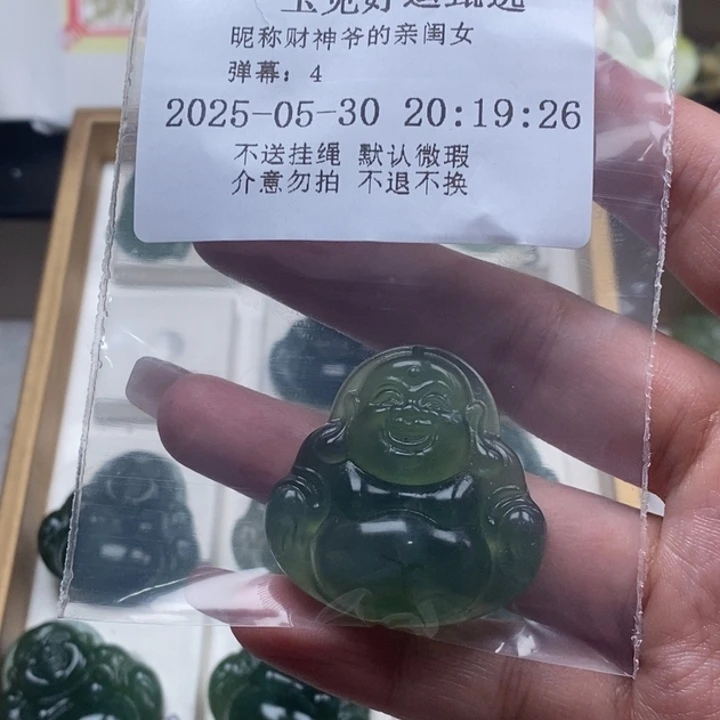 昵称财神爷的亲闺女
弹幕：4
2025-05-30 20:19:26
不送挂绳 默认微瑕
介意勿拍 不退不换